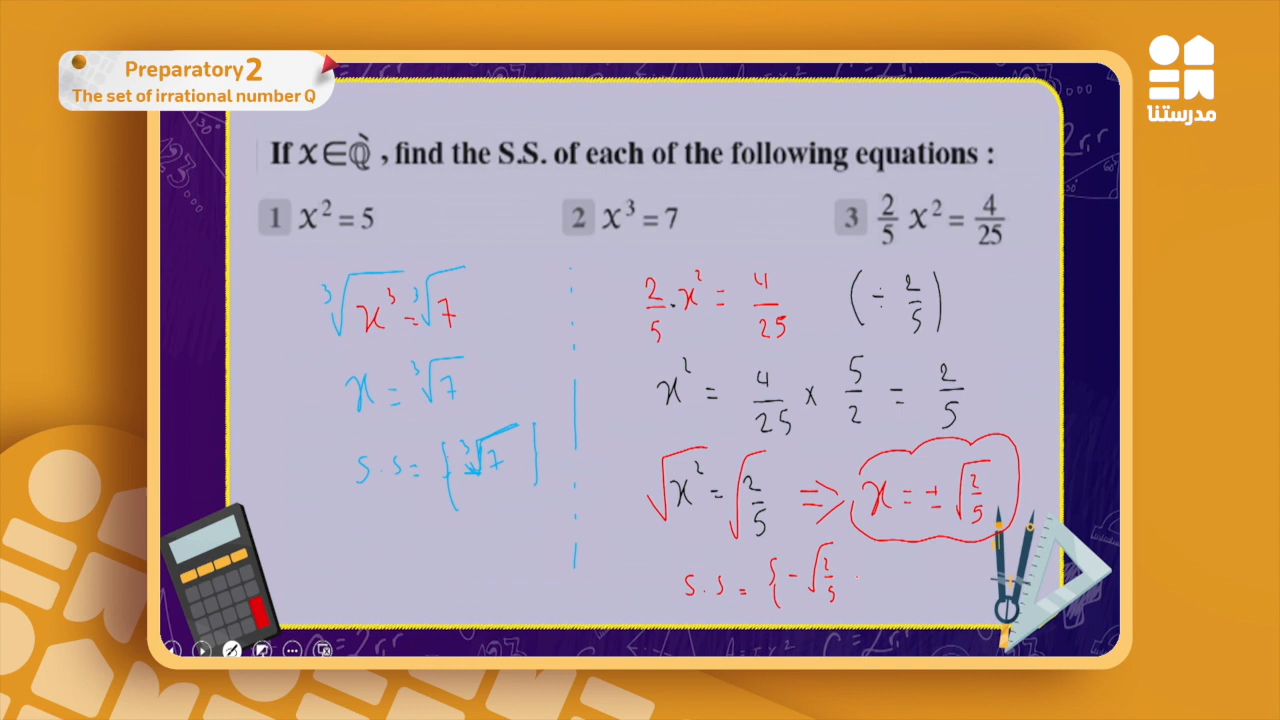 Preparatory 2
The set of irrational number Q
مدرستنا
If x ∈ ℚ̀ , find the S.S. of each of the following equations :
1 x² = 5
2 x³ = 7
3 2/5 x² = 4/25
∛x³ = ∛7
x = ∛7
S.S = {∛7}
2/5 . x² = 4/25 (÷ 2/5)
x² = 4/25 × 5/2 = 2/5
√x² = √2/5 ⇒ x = ± √2/5
S.S = { - √2/5